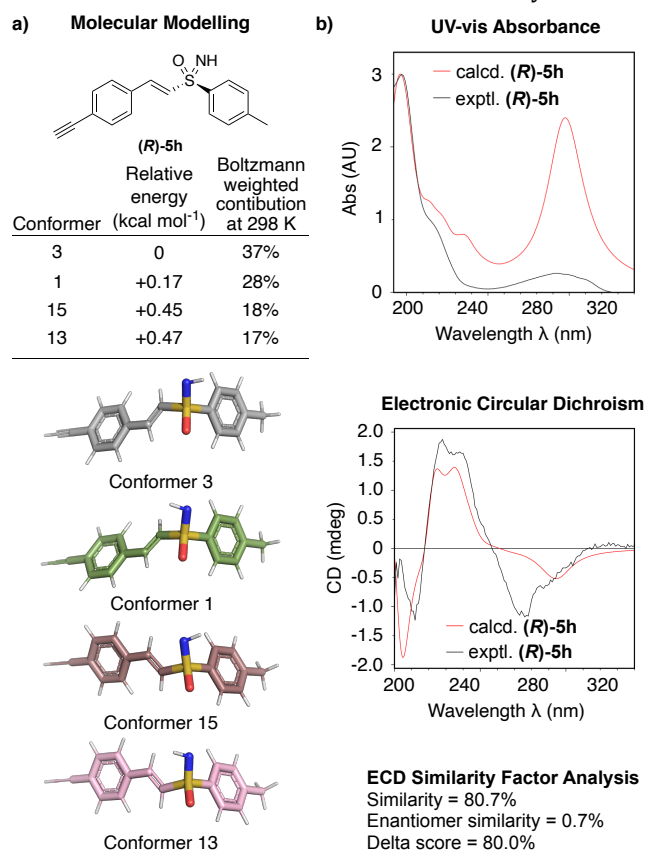 a) Molecular Modelling
O NH
S
(R)-5h
Conformer Relative energy (kcal mol-1) Boltzmann weighted contibution at 298 K
3 0 37%
1 +0.17 28%
15 +0.45 18%
13 +0.47 17%
Conformer 3
Conformer 1
Conformer 15
Conformer 13
b) UV-vis Absorbance
calcd. (R)-5h
exptl. (R)-5h
Abs (AU)
3
2
1
0
200 240 280 320
Wavelength λ (nm)
Electronic Circular Dichroism
CD (mdeg)
2.0
1.5
1.0
0.5
0
-0.5
-1.0
-1.5
-2.0
calcd. (R)-5h
exptl. (R)-5h
200 240 280 320
Wavelength λ (nm)
ECD Similarity Factor Analysis
Similarity = 80.7%
Enantiomer similarity = 0.7%
Delta score = 80.0%